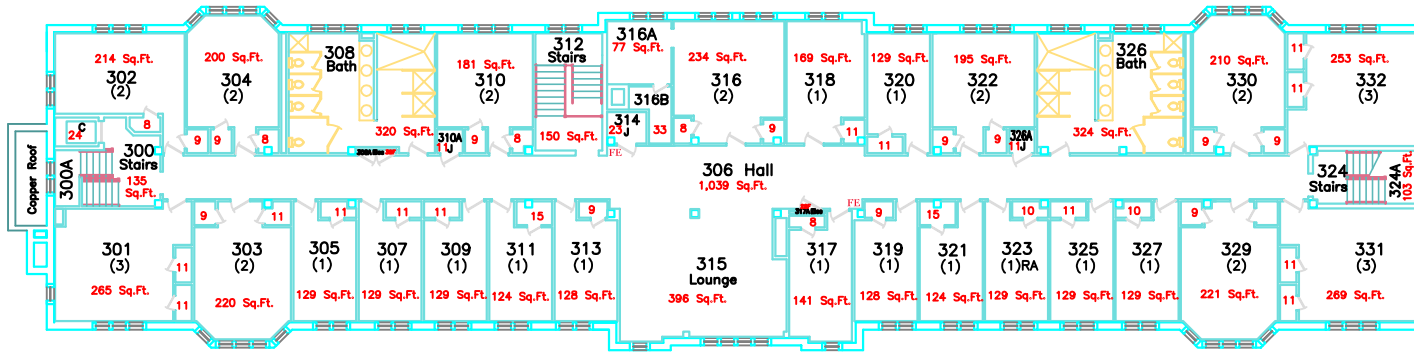 214 Sq.Ft.
302
(2)
200 Sq.Ft.
304
(2)
308
Bath
320 Sq.Ft.
181 Sq.Ft.
310
(2)
310A
J
11
312
Stairs
150 Sq.Ft.
316A
77 Sq.Ft.
316B
33
314
J
23
FE
234 Sq.Ft.
316
(2)
169 Sq.Ft.
318
(1)
129 Sq.Ft.
320
(1)
195 Sq.Ft.
322
(2)
326A
J
11
326
Bath
324 Sq.Ft.
210 Sq.Ft.
330
(2)
11
11
253 Sq.Ft.
332
(3)
C
24
8
9
9
8
9
8
8
9
11
11
9
9
9
9
Copper Roof
300A
300
Stairs
135
Sq.Ft.
306 Hall
1,039 Sq.Ft.
324
Stairs
324A
103 Sq.Ft.
9
11
11
11
11
15
9
317A Elec
8
FE
9
15
10
11
10
9
301
(3)
265 Sq.Ft.
11
11
303
(2)
220 Sq.Ft.
305
(1)
129 Sq.Ft.
307
(1)
129 Sq.Ft.
309
(1)
129 Sq.Ft.
311
(1)
124 Sq.Ft.
313
(1)
128 Sq.Ft.
315
Lounge
396 Sq.Ft.
317
(1)
141 Sq.Ft.
319
(1)
128 Sq.Ft.
321
(1)
124 Sq.Ft.
323
(1)RA
129 Sq.Ft.
325
(1)
129 Sq.Ft.
327
(1)
129 Sq.Ft.
329
(2)
221 Sq.Ft.
11
11
331
(3)
269 Sq.Ft.